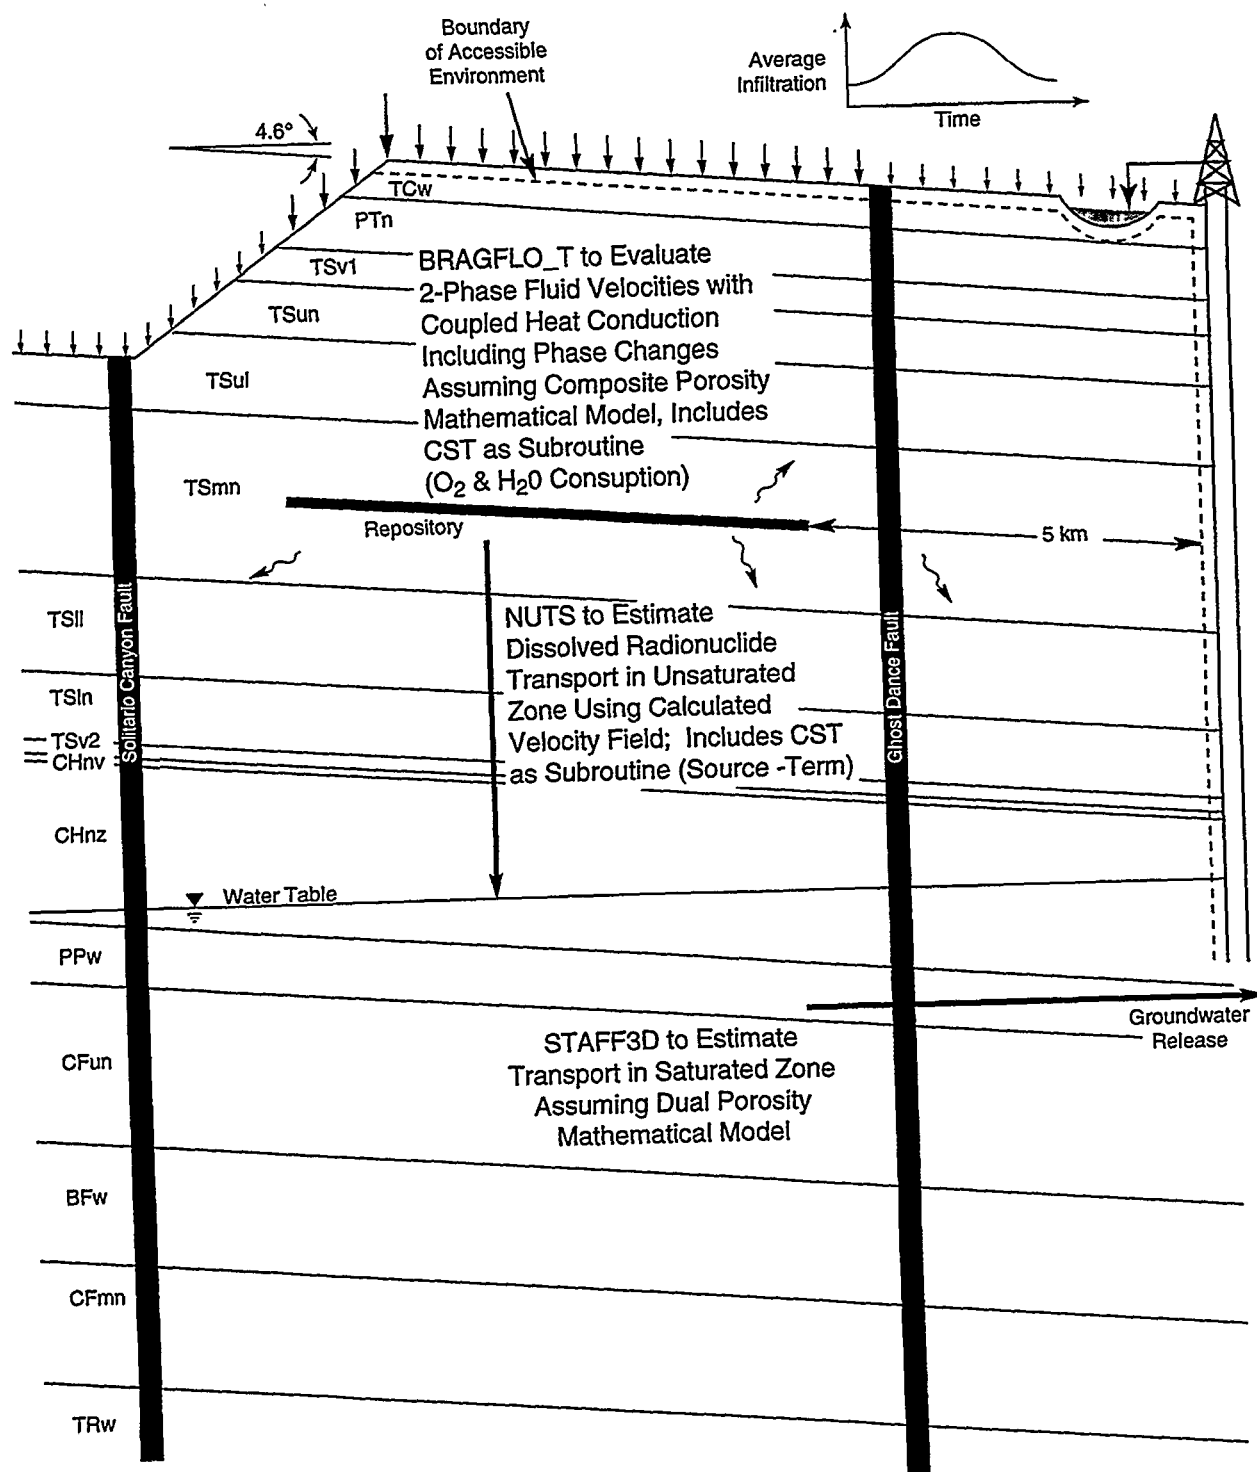 Boundary
of Accessible
Environment
Average
Infiltration
Time
4.6°
TCw
PTn
TSv1
TSun
TSul
TSmn
BRAGFLO_T to Evaluate
2-Phase Fluid Velocities with
Coupled Heat Conduction
Including Phase Changes
Assuming Composite Porosity
Mathematical Model, Includes
CST as Subroutine
(O2 & H20 Consuption)
Repository
5 km
Solitario Canyon Fault
Ghost Dance Fault
TSll
TSln
TSv2
CHnv
CHnz
NUTS to Estimate
Dissolved Radionuclide
Transport in Unsaturated
Zone Using Calculated
Velocity Field; Includes CST
as Subroutine (Source -Term)
Water Table
PPw
Groundwater
Release
CFun
STAFF3D to Estimate
Transport in Saturated Zone
Assuming Dual Porosity
Mathematical Model
BFw
CFmn
TRw